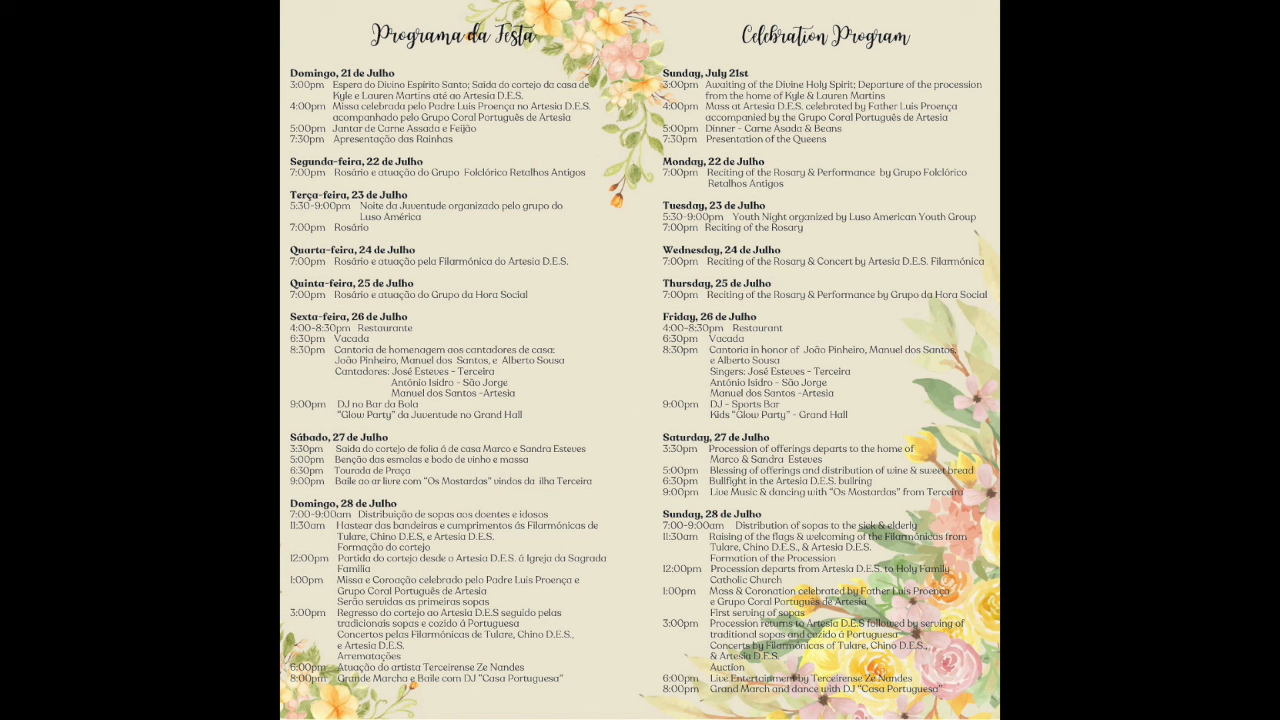 Programa da Festa
Domingo, 21 de Julho
3:00pm Espera do Divino Espírito Santo; Saida do cortejo da casa de
Kyle e Lauren Martins até ao Artesia D.E.S.
4:00pm Missa celebrada pelo Padre Luis Proença no Artesia D.E.S.
acompanhado pelo Grupo Coral Português de Artesia
5:00pm Jantar de Carne Assada e Feijão
7:30pm Apresentação das Rainhas
Segunda-feira, 22 de Julho
7:00pm Rosário e atuação do Grupo Folclórico Retalhos Antigos
Terça-feira, 23 de Julho
5:30-9:00pm Noite da Juventude organizado pelo grupo do
Luso América
7:00pm Rosário
Quarta-feira, 24 de Julho
7:00pm Rosário e atuação pela Filarmónica do Artesia D.E.S.
Quinta-feira, 25 de Julho
7:00pm Rosário e atuação do Grupo da Hora Social
Sexta-feira, 26 de Julho
4:00-8:30pm Restaurante
6:30pm Vacada
8:30pm Cantoria de homenagem aos cantadores de casa:
João Pinheiro, Manuel dos Santos, e Alberto Sousa
Cantadores: José Esteves - Terceira
António Isidro - São Jorge
Manuel dos Santos -Artesia
9:00pm DJ no Bar da Bola
"Glow Party" da Juventude no Grand Hall
Sábado, 27 de Julho
3:30pm Saida do cortejo de folia á de casa Marco e Sandra Esteves
5:00pm Benção das esmolas e bodo de vinho e massa
6:30pm Tourada de Praça
9:00pm Baile ao ar livre com "Os Mostardas" vindos da ilha Terceira
Domingo, 28 de Julho
7:00-9:00am Distribuição de sopas aos doentes e idosos
11:30am Hastear das bandeiras e cumprimentos ás Filarmónicas de
Tulare, Chino D.E.S, e Artesia D.E.S.
Formação do cortejo
12:00pm Partida do cortejo desde o Artesia D.E.S. á Igreja da Sagrada
Familia
1:00pm Missa e Coroação celebrado pelo Padre Luis Proença e
Grupo Coral Português de Artesia
Serão servidas as primeiras sopas
3:00pm Regresso do cortejo ao Artesia D.E.S seguido pelas
tradicionais sopas e cozido á Portuguesa
Concertos pelas Filarmónicas de Tulare, Chino D.E.S.,
e Artesia D.E.S.
Arrematações
6:00pm Atuação do artista Terceirense Ze Nandes
8:00pm Grande Marcha e Baile com DJ "Casa Portuguesa"
Celebration Program
Sunday, July 21st
3:00pm Awaiting of the Divine Holy Spirit; Departure of the procession
from the home of Kyle & Lauren Martins
4:00pm Mass at Artesia D.E.S. celebrated by Father Luis Proença
accompanied by the Grupo Coral Português de Artesia
5:00pm Dinner - Carne Asada & Beans
7:30pm Presentation of the Queens
Monday, 22 de Julho
7:00pm Reciting of the Rosary & Performance by Grupo Folclórico
Retalhos Antigos
Tuesday, 23 de Julho
5:30-9:00pm Youth Night organized by Luso American Youth Group
7:00pm Reciting of the Rosary
Wednesday, 24 de Julho
7:00pm Reciting of the Rosary & Concert by Artesia D.E.S. Filarmónica
Thursday, 25 de Julho
7:00pm Reciting of the Rosary & Performance by Grupo da Hora Social
Friday, 26 de Julho
4:00-8:30pm Restaurant
6:30pm Vacada
8:30pm Cantoria in honor of João Pinheiro, Manuel dos Santos,
e Alberto Sousa
Singers: José Esteves - Terceira
António Isidro - São Jorge
Manuel dos Santos -Artesia
9:00pm DJ - Sports Bar
Kids "Glow Party" - Grand Hall
Saturday, 27 de Julho
3:30pm Procession of offerings departs to the home of
Marco & Sandra Esteves
5:00pm Blessing of offerings and distribution of wine & sweet bread
6:30pm Bullfight in the Artesia D.E.S. bullring
9:00pm Live Music & dancing with "Os Mostardas" from Terceira
Sunday, 28 de Julho
7:00-9:00am Distribution of sopas to the sick & elderly
11:30am Raising of the flags & welcoming of the Filarmónicas from
Tulare, Chino D.E.S., & Artesia D.E.S.
Formation of the Procession
12:00pm Procession departs from Artesia D.E.S. to Holy Family
Catholic Church
1:00pm Mass & Coronation celebrated by Father Luis Proença
e Grupo Coral Português de Artesia
First serving of sopas
3:00pm Procession returns to Artesia D.E.S followed by serving of
traditional sopas and cozido á Portuguesa
Concerts by Filarmónicas of Tulare, Chino D.E.S.,
& Artesia D.E.S.
Auction
6:00pm Live Entertainment by Terceirense Ze Nandes
8:00pm Grand March and dance with DJ "Casa Portuguesa"